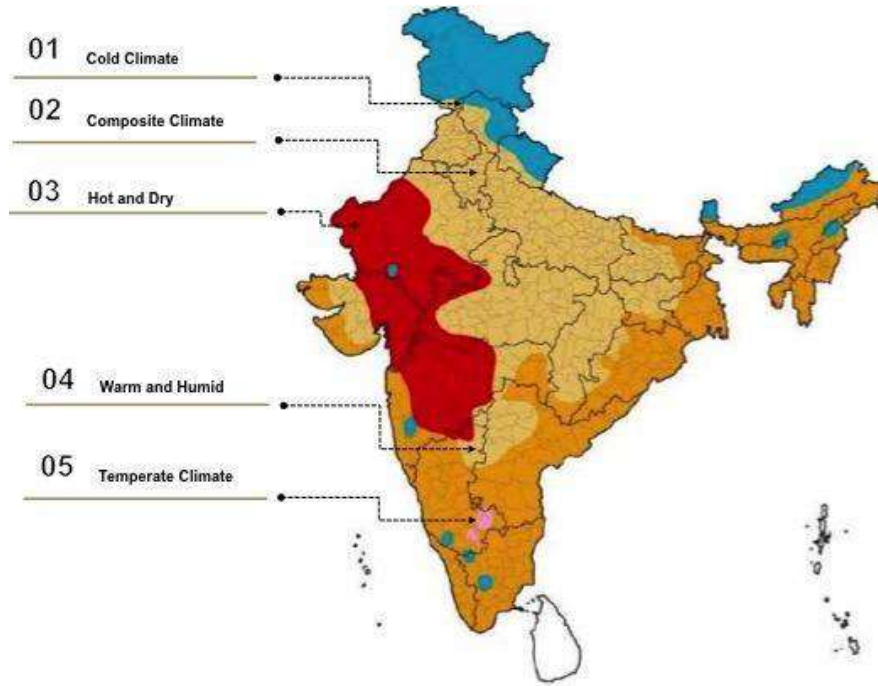 01 Cold Climate
02 Composite Climate
03 Hot and Dry
04 Warm and Humid
05 Temperate Climate